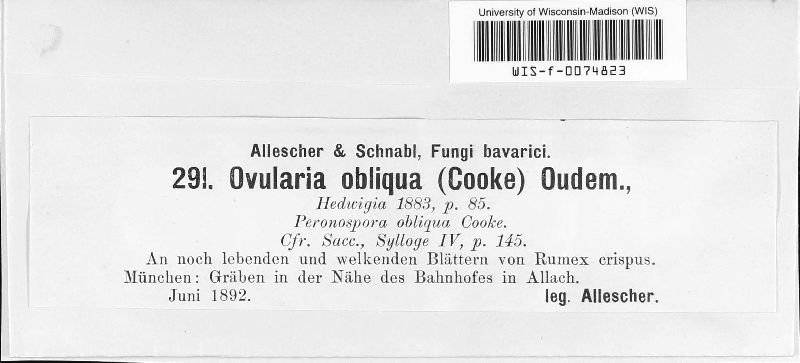 University of Wisconsin-Madison (WIS)
WIS-f-0074823
Allescher & Schnabl, Fungi bavarici.
291. Ovularia obliqua (Cooke) Oudem.,
Hedwigia 1883, p. 85.
Peronospora obliqua Cooke.
Cfr. Sacc., Sylloge IV, p. 145.
An noch lebenden und welkenden Blättern von Rumex crispus.
München: Gräben in der Nähe des Bahnhofes in Allach.
Juni 1892. leg. Allescher.